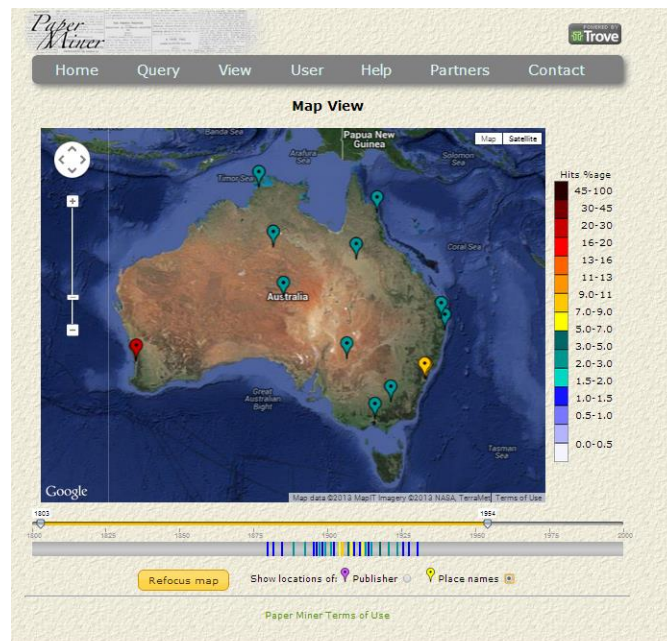 Paper Miner
POWERED BY
Trove
Home Query View User Help Partners Contact
Map View
Banda Sea
Papua New Guinea
Arafura Sea
Solomon Sea
Map Satellite
Timor Sea
Coral Sea
Australia
Great Australian Bight
Tasman Sea
Google
Map data ©2013 MapIT Imagery ©2013 NASA, TerraMetrics Terms of Use
Hits %age
45-100
30-45
20-30
16-20
13-16
11-13
9.0-11
7.0-9.0
5.0-7.0
3.0-5.0
2.0-3.0
1.5-2.0
1.0-1.5
0.5-1.0
0.0-0.5
1803 1954
1800 1825 1850 1875 1900 1925 1950 1975 2000
Refocus map Show locations of: Publisher Place names
Paper Miner Terms of Use